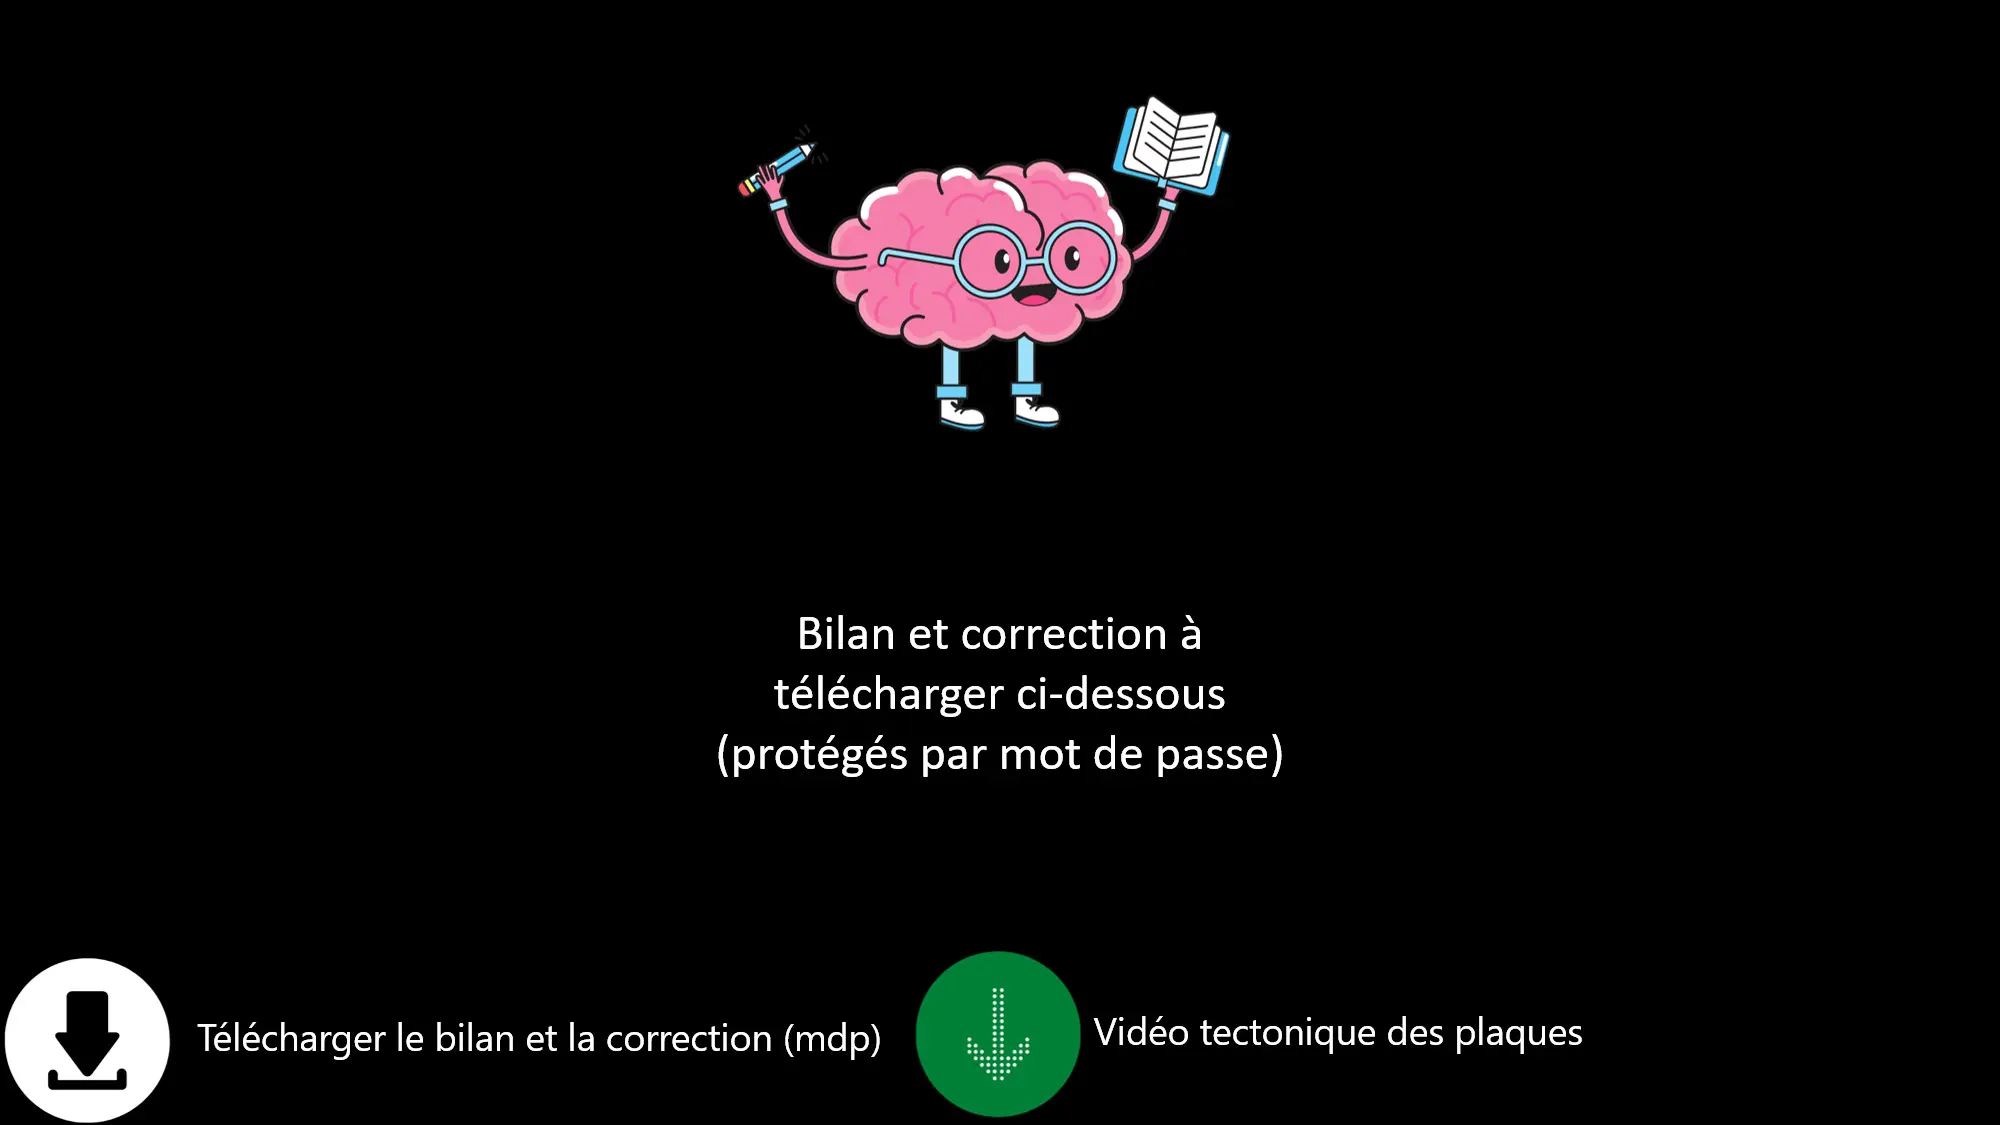 Bilan et correction à
télécharger ci-dessous
(protégés par mot de passe)
Télécharger le bilan et la correction (mdp)
Vidéo tectonique des plaques